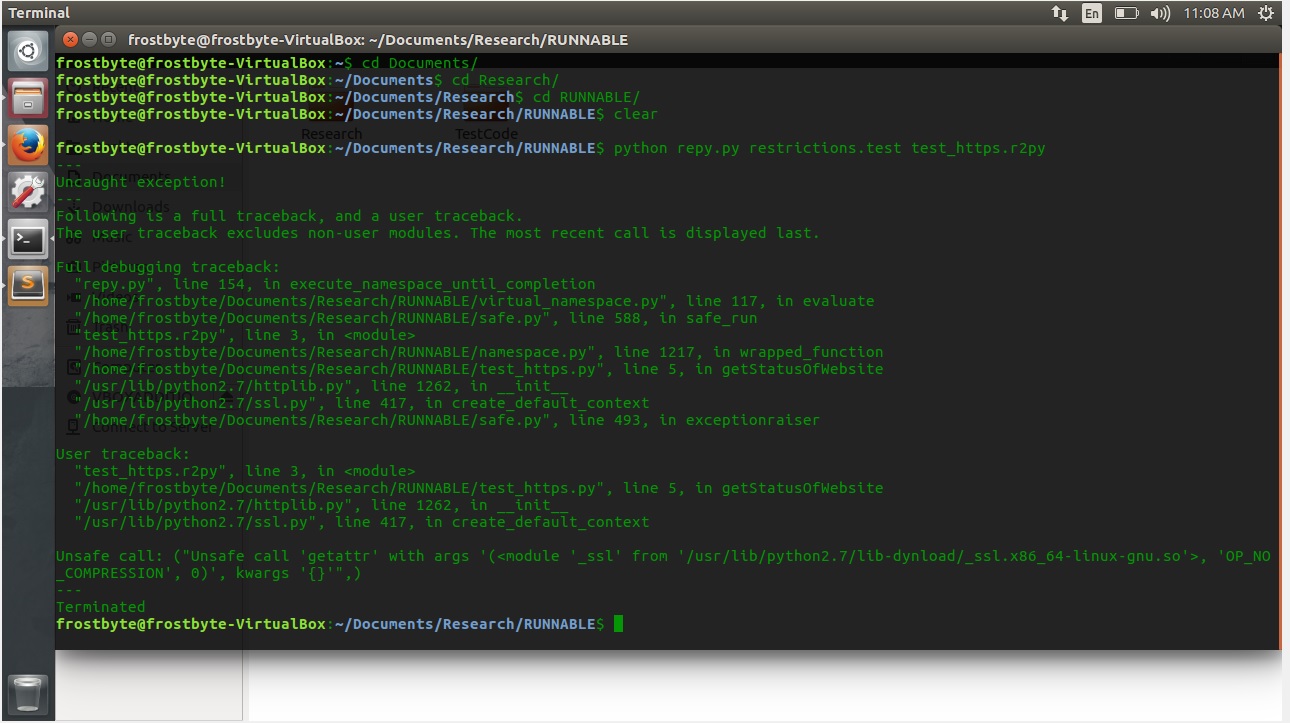 Terminal
En
11:08 AM
frostbyte@frostbyte-VirtualBox: ~/Documents/Research/RUNNABLE
frostbyte@frostbyte-VirtualBox:~$ cd Documents/
frostbyte@frostbyte-VirtualBox:~/Documents$ cd Research/
frostbyte@frostbyte-VirtualBox:~/Documents/Research$ cd RUNNABLE/
frostbyte@frostbyte-VirtualBox:~/Documents/Research/RUNNABLE$ clear
Research TestCode
frostbyte@frostbyte-VirtualBox:~/Documents/Research/RUNNABLE$ python repy.py restrictions.test test_https.r2py
---
Uncaught exception!
---
Downloads
Following is a full traceback, and a user traceback.
The user traceback excludes non-user modules. The most recent call is displayed last.
Music
Full debugging traceback:
"repy.py", line 154, in execute_namespace_until_completion
"/home/frostbyte/Documents/Research/RUNNABLE/virtual_namespace.py", line 117, in evaluate
"/home/frostbyte/Documents/Research/RUNNABLE/safe.py", line 588, in safe_run
"test_https.r2py", line 3, in <module>
"/home/frostbyte/Documents/Research/RUNNABLE/namespace.py", line 1217, in wrapped_function
"/home/frostbyte/Documents/Research/RUNNABLE/test_https.py", line 5, in getStatusOfWebsite
"/usr/lib/python2.7/httplib.py", line 1262, in __init__
"/usr/lib/python2.7/ssl.py", line 417, in create_default_context
"/home/frostbyte/Documents/Research/RUNNABLE/safe.py", line 493, in exceptionraiser
Connect to Server
User traceback:
"test_https.r2py", line 3, in <module>
"/home/frostbyte/Documents/Research/RUNNABLE/test_https.py", line 5, in getStatusOfWebsite
"/usr/lib/python2.7/httplib.py", line 1262, in __init__
"/usr/lib/python2.7/ssl.py", line 417, in create_default_context
Unsafe call: ("Unsafe call 'getattr' with args '(<module '_ssl' from '/usr/lib/python2.7/lib-dynload/_ssl.x86_64-linux-gnu.so'>, 'OP_NO
_COMPRESSION', 0)', kwargs '{}'",)
---
Terminated
frostbyte@frostbyte-VirtualBox:~/Documents/Research/RUNNABLE$